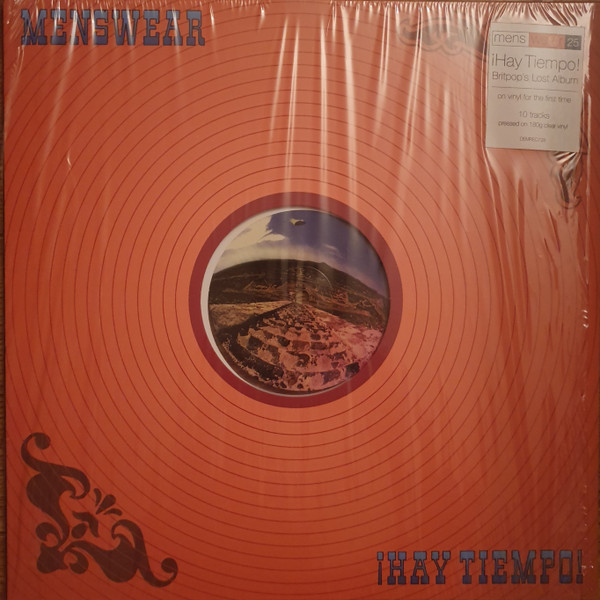 MENSWEAR
mens
25
¡Hay Tiempo!
Britpop's Lost Album
on vinyl for the first time
10 tracks
pressed on 180g clear vinyl
¡HAY TIEMPO!